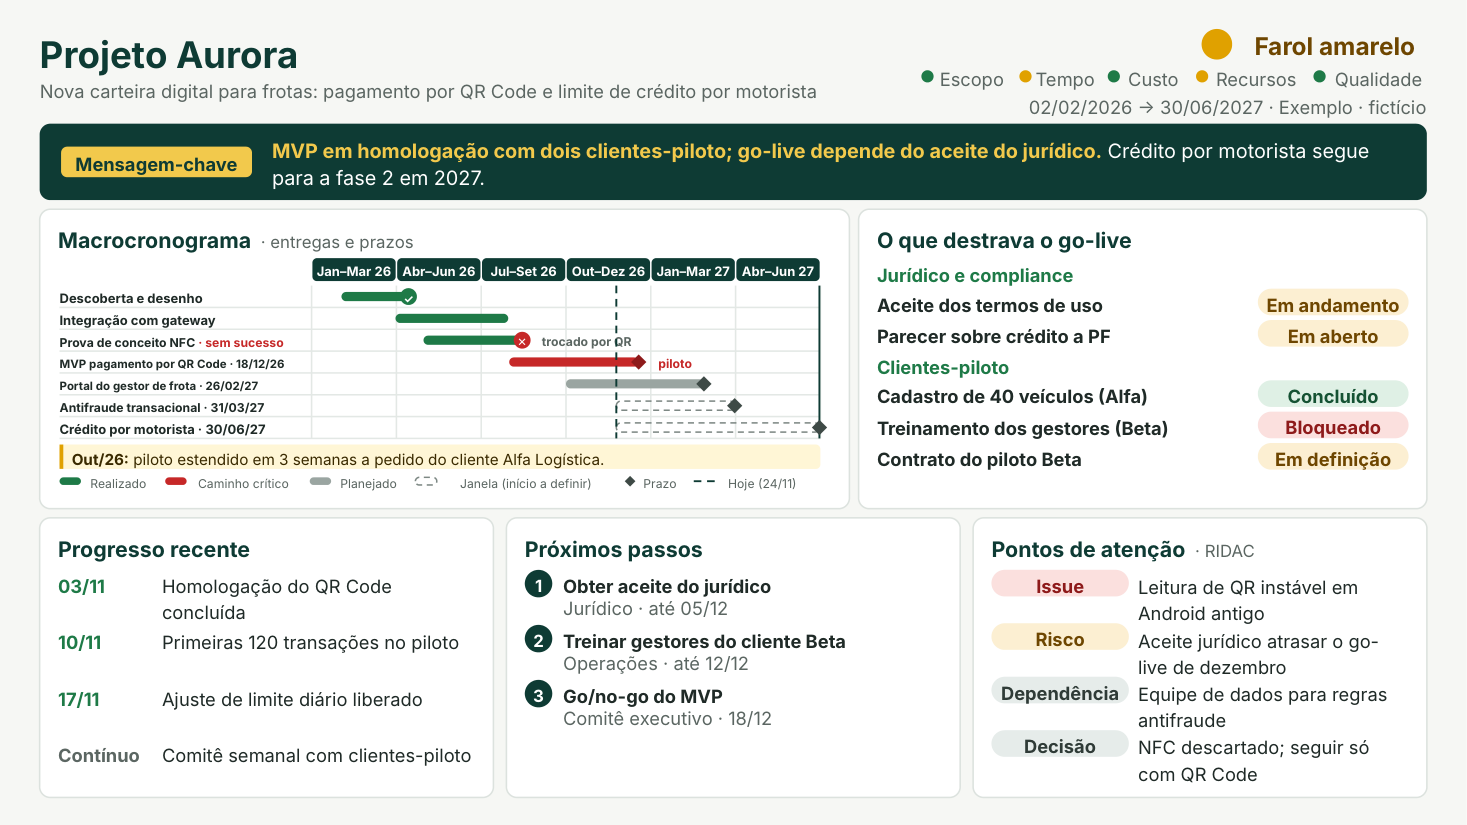 Projeto Aurora
Nova carteira digital para frotas: pagamento por QR Code e limite de crédito por motorista
Farol amarelo
Escopo Tempo Custo Recursos Qualidade
02/02/2026 → 30/06/2027 · Exemplo · fictício
Mensagem-chave
MVP em homologação com dois clientes-piloto; go-live depende do aceite do jurídico. Crédito por motorista segue
para a fase 2 em 2027.
Macrocronograma · entregas e prazos
Jan–Mar 26 Abr–Jun 26 Jul–Set 26 Out–Dez 26 Jan–Mar 27 Abr–Jun 27
Descoberta e desenho
Integração com gateway
Prova de conceito NFC · sem sucesso trocado por QR
MVP pagamento por QR Code · 18/12/26 piloto
Portal do gestor de frota · 26/02/27
Antifraude transacional · 31/03/27
Crédito por motorista · 30/06/27
Out/26: piloto estendido em 3 semanas a pedido do cliente Alfa Logística.
Realizado Caminho crítico Planejado Janela (início a definir) Prazo Hoje (24/11)
O que destrava o go-live
Jurídico e compliance
Aceite dos termos de uso Em andamento
Parecer sobre crédito a PF Em aberto
Clientes-piloto
Cadastro de 40 veículos (Alfa) Concluído
Treinamento dos gestores (Beta) Bloqueado
Contrato do piloto Beta Em definição
Progresso recente
03/11 Homologação do QR Code
concluída
10/11 Primeiras 120 transações no piloto
17/11 Ajuste de limite diário liberado
Contínuo Comitê semanal com clientes-piloto
Próximos passos
1 Obter aceite do jurídico
Jurídico · até 05/12
2 Treinar gestores do cliente Beta
Operações · até 12/12
3 Go/no-go do MVP
Comitê executivo · 18/12
Pontos de atenção · RIDAC
Issue Leitura de QR instável em
Android antigo
Risco Aceite jurídico atrasar o go-
live de dezembro
Dependência Equipe de dados para regras
antifraude
Decisão NFC descartado; seguir só
com QR Code